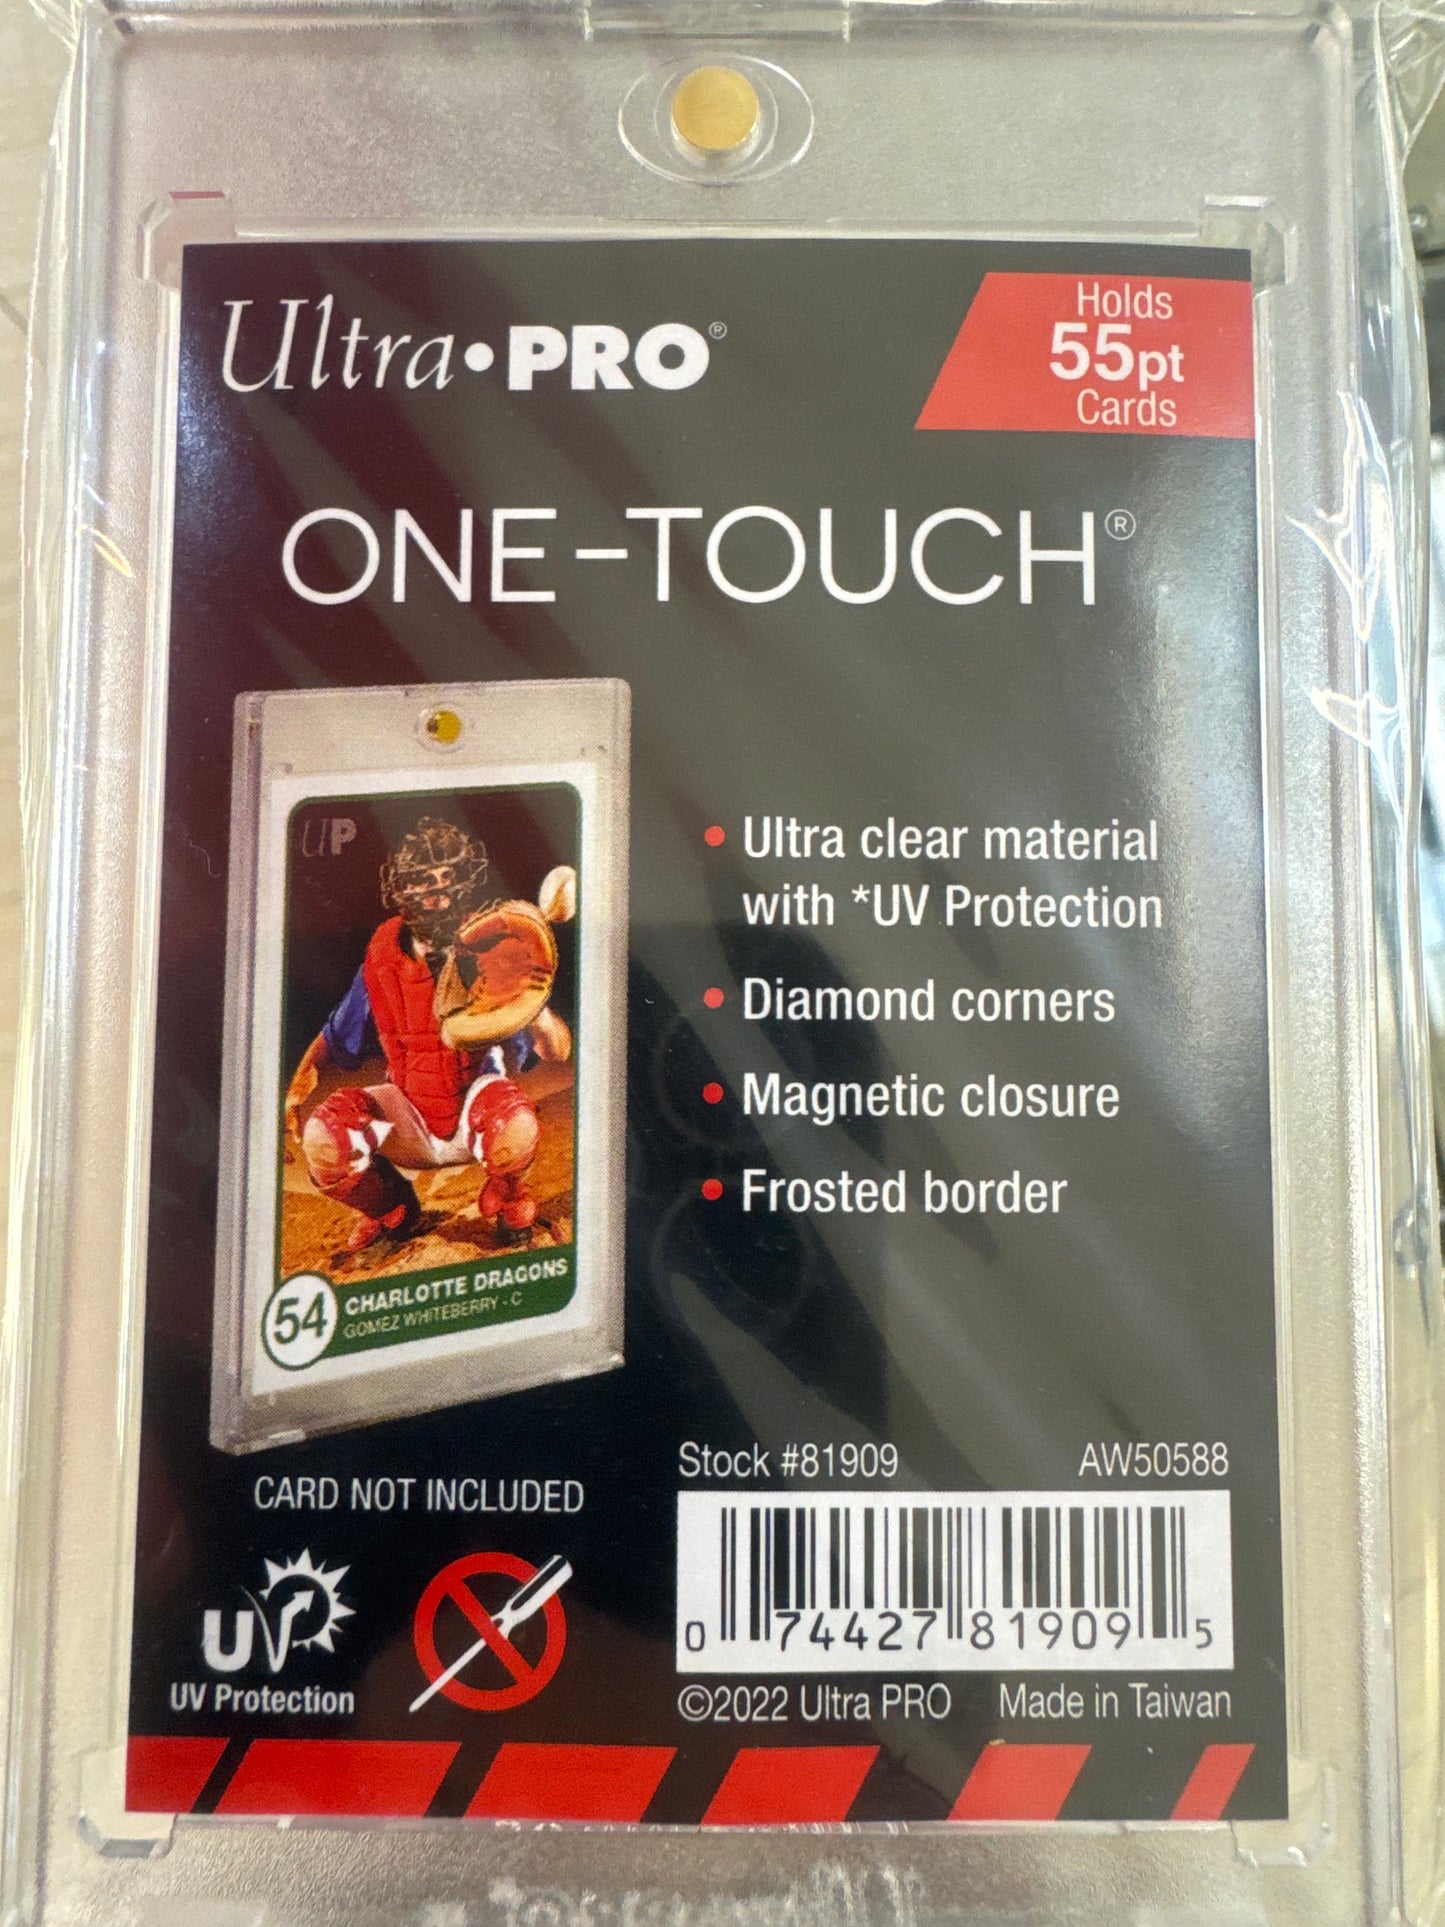 Ultra•PRO®
Holds
55pt
Cards
ONE-TOUCH®
UP
54
CHARLOTTE DRAGONS
GOMEZ WHITEBERRY - C
• Ultra clear material
with *UV Protection
• Diamond corners
• Magnetic closure
• Frosted border
CARD NOT INCLUDED
UV
UV Protection
Stock #81909
AW50588
0 74427 81909 5
©2022 Ultra PRO
Made in Taiwan